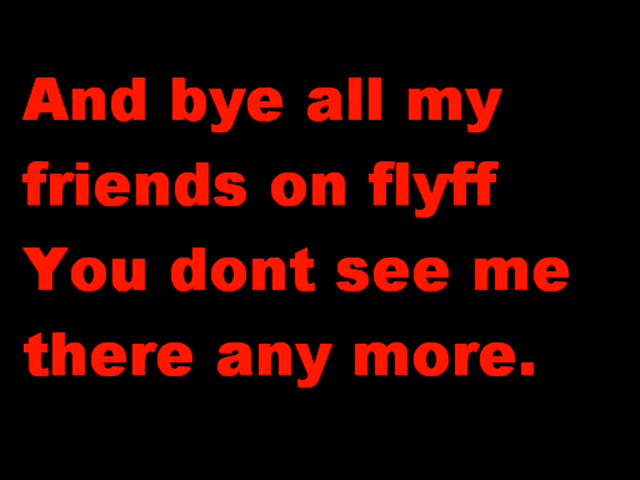 And bye all my
friends on flyff
You dont see me
there any more.